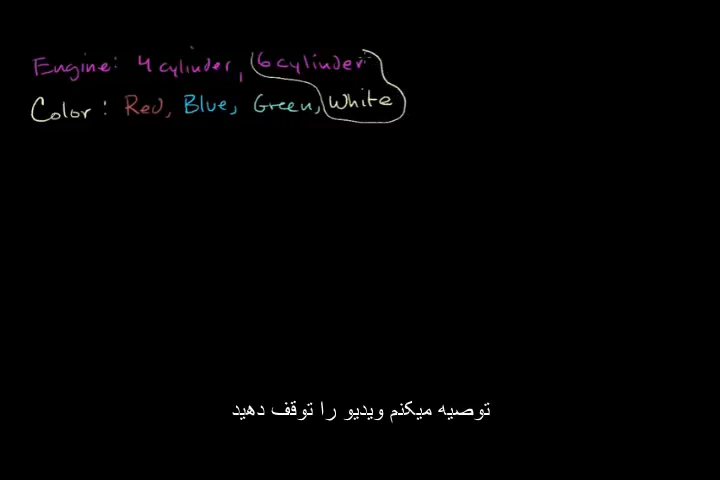 Engine: 4 cylinder, 6 cylinder
Color: Red, Blue, Green, White
توصیه میکنم ویدیو را توقف دهید